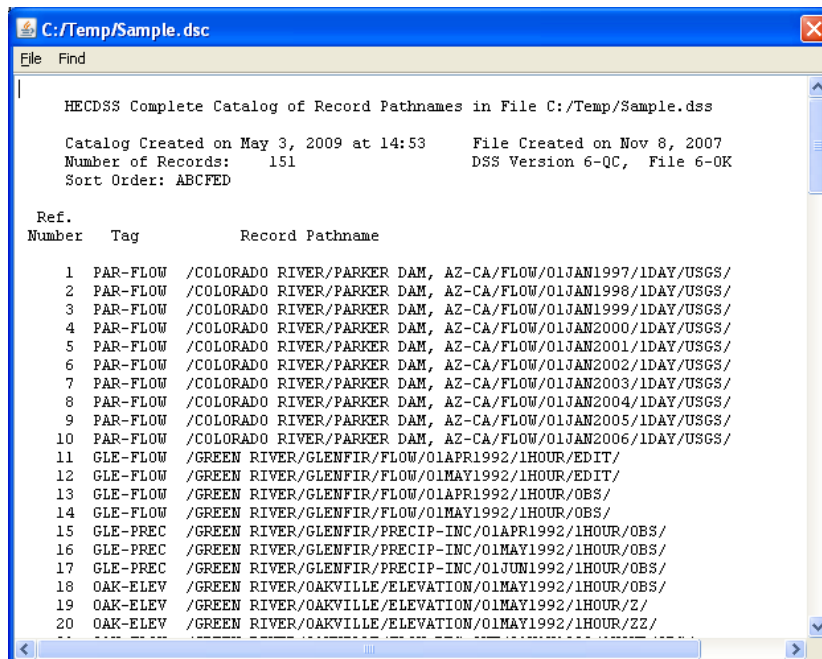 C:/Temp/Sample.dsc
File Find
HECDSS Complete Catalog of Record Pathnames in File C:/Temp/Sample.dss
Catalog Created on May 3, 2009 at 14:53 File Created on Nov 8, 2007
Number of Records: 151 DSS Version 6-QC, File 6-OK
Sort Order: ABCFED
Ref.
Number Tag Record Pathname
1 PAR-FLOW /COLORADO RIVER/PARKER DAM, AZ-CA/FLOW/01JAN1997/1DAY/USGS/
2 PAR-FLOW /COLORADO RIVER/PARKER DAM, AZ-CA/FLOW/01JAN1998/1DAY/USGS/
3 PAR-FLOW /COLORADO RIVER/PARKER DAM, AZ-CA/FLOW/01JAN1999/1DAY/USGS/
4 PAR-FLOW /COLORADO RIVER/PARKER DAM, AZ-CA/FLOW/01JAN2000/1DAY/USGS/
5 PAR-FLOW /COLORADO RIVER/PARKER DAM, AZ-CA/FLOW/01JAN2001/1DAY/USGS/
6 PAR-FLOW /COLORADO RIVER/PARKER DAM, AZ-CA/FLOW/01JAN2002/1DAY/USGS/
7 PAR-FLOW /COLORADO RIVER/PARKER DAM, AZ-CA/FLOW/01JAN2003/1DAY/USGS/
8 PAR-FLOW /COLORADO RIVER/PARKER DAM, AZ-CA/FLOW/01JAN2004/1DAY/USGS/
9 PAR-FLOW /COLORADO RIVER/PARKER DAM, AZ-CA/FLOW/01JAN2005/1DAY/USGS/
10 PAR-FLOW /COLORADO RIVER/PARKER DAM, AZ-CA/FLOW/01JAN2006/1DAY/USGS/
11 GLE-FLOW /GREEN RIVER/GLENFIR/FLOW/01APR1992/1HOUR/EDIT/
12 GLE-FLOW /GREEN RIVER/GLENFIR/FLOW/01MAY1992/1HOUR/EDIT/
13 GLE-FLOW /GREEN RIVER/GLENFIR/FLOW/01APR1992/1HOUR/OBS/
14 GLE-FLOW /GREEN RIVER/GLENFIR/FLOW/01MAY1992/1HOUR/OBS/
15 GLE-PREC /GREEN RIVER/GLENFIR/PRECIP-INC/01APR1992/1HOUR/OBS/
16 GLE-PREC /GREEN RIVER/GLENFIR/PRECIP-INC/01MAY1992/1HOUR/OBS/
17 GLE-PREC /GREEN RIVER/GLENFIR/PRECIP-INC/01JUN1992/1HOUR/OBS/
18 OAK-ELEV /GREEN RIVER/OAKVILLE/ELEVATION/01MAY1992/1HOUR/OBS/
19 OAK-ELEV /GREEN RIVER/OAKVILLE/ELEVATION/01MAY1992/1HOUR/Z/
20 OAK-ELEV /GREEN RIVER/OAKVILLE/ELEVATION/01MAY1992/1HOUR/ZZ/